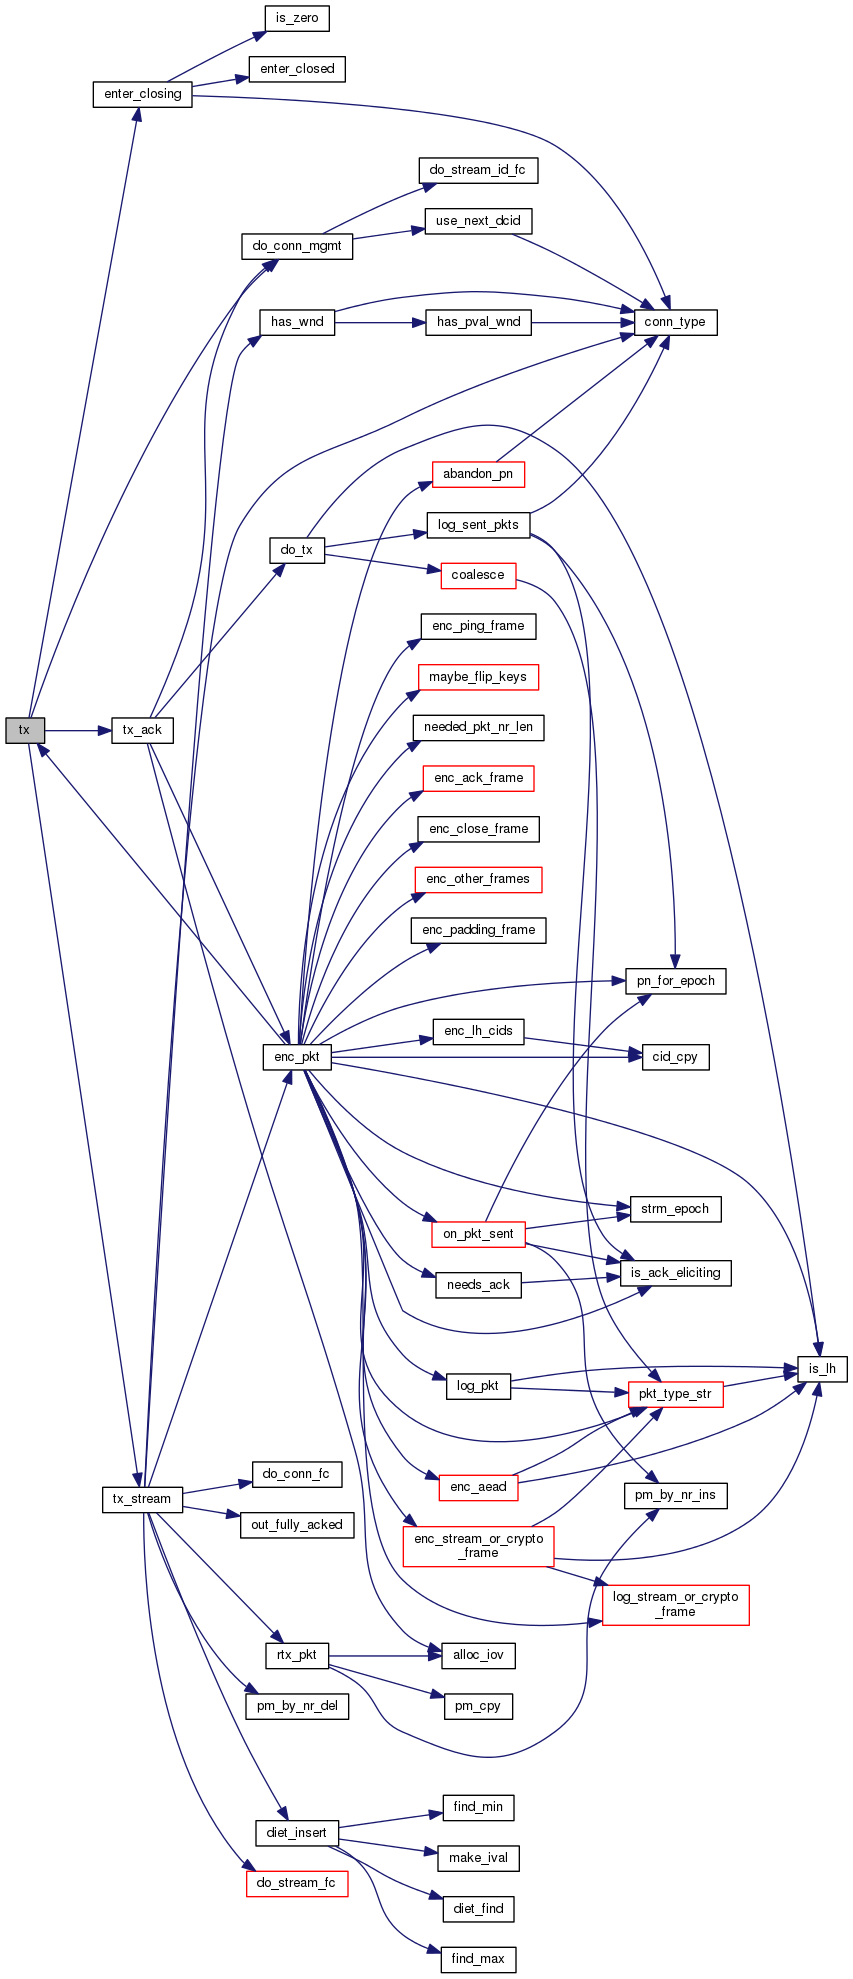 is_zero
enter_closed
enter_closing
do_stream_id_fc
use_next_dcid
do_conn_mgmt
has_wnd
has_pval_wnd
conn_type
abandon_pn
log_sent_pkts
do_tx
coalesce
enc_ping_frame
maybe_flip_keys
needed_pkt_nr_len
tx
tx_ack
enc_ack_frame
enc_close_frame
enc_other_frames
enc_padding_frame
pn_for_epoch
enc_lh_cids
enc_pkt
cid_cpy
strm_epoch
on_pkt_sent
is_ack_eliciting
needs_ack
is_lh
log_pkt
pkt_type_str
do_conn_fc
enc_aead
pm_by_nr_ins
tx_stream
out_fully_acked
enc_stream_or_crypto
_frame
log_stream_or_crypto
_frame
rtx_pkt
alloc_iov
pm_by_nr_del
pm_cpy
find_min
diet_insert
make_ival
do_stream_fc
diet_find
find_max